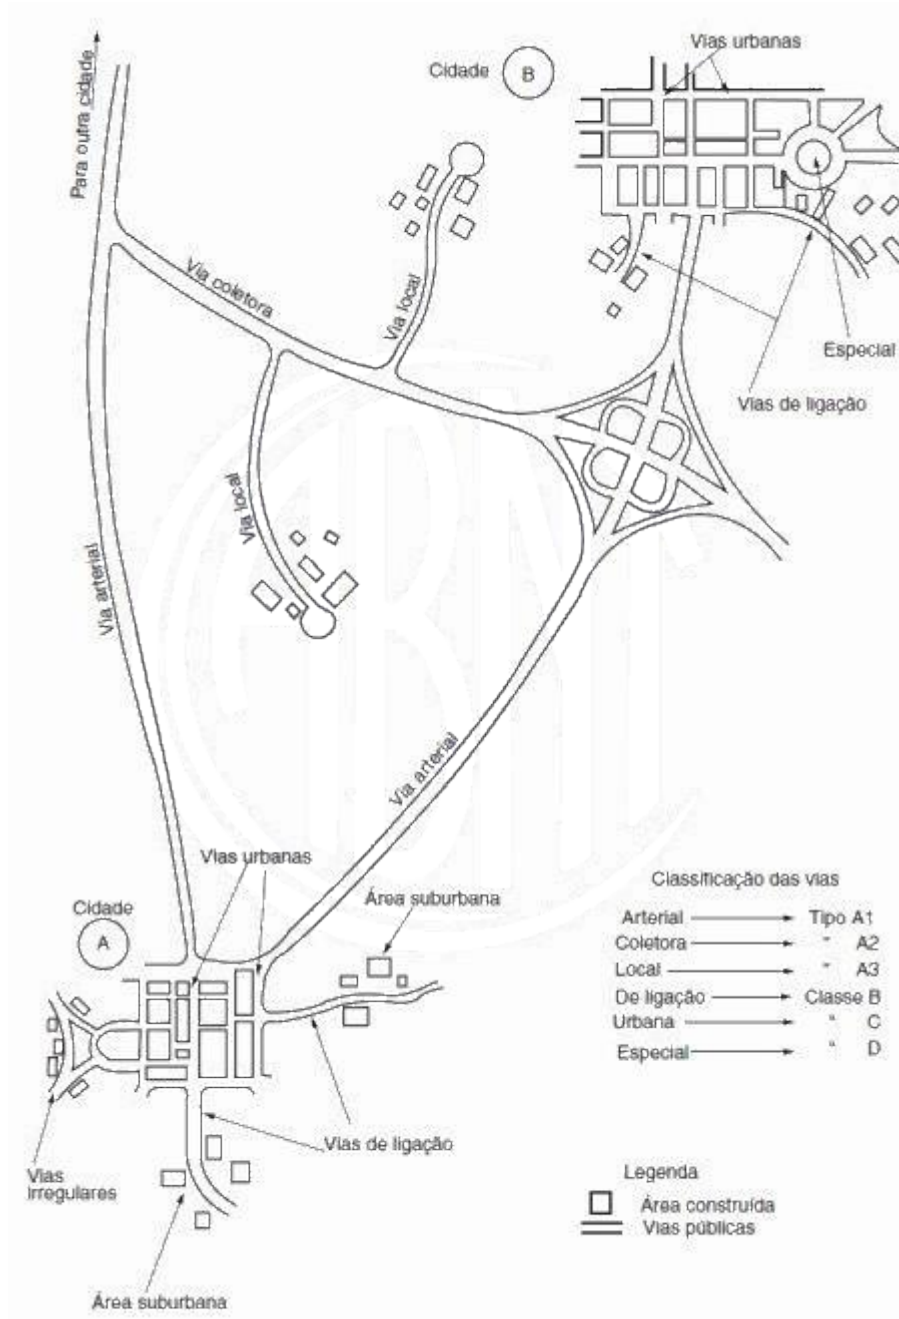 Vias urbanas
Cidade B
Para outra cidade
Via coletora
Via local
Especial
Vias de ligação
Via local
Via arterial
Via arterial
Vias urbanas
Área suburbana
Cidade
A
Classificação das vias
Arterial Tipo A1
Coletora " A2
Local " A3
De ligação Classe B
Urbana " C
Especial " D
Vias de ligação
Vias
irregulares
Legenda
Área construída
Vias públicas
Área suburbana
ABNT